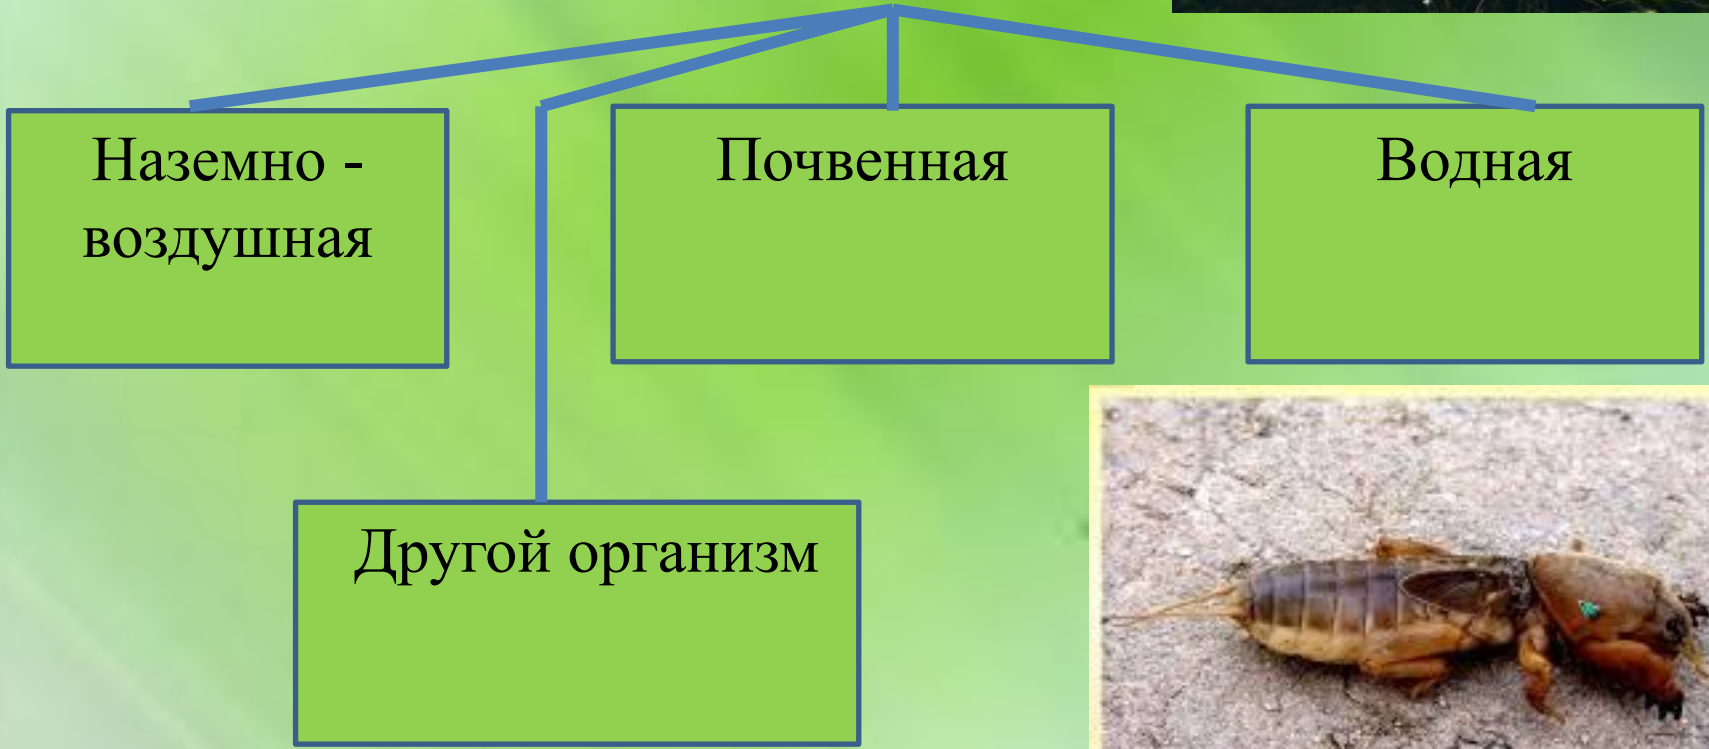 Наземно -
воздушная
Почвенная
Водная
Другой организм